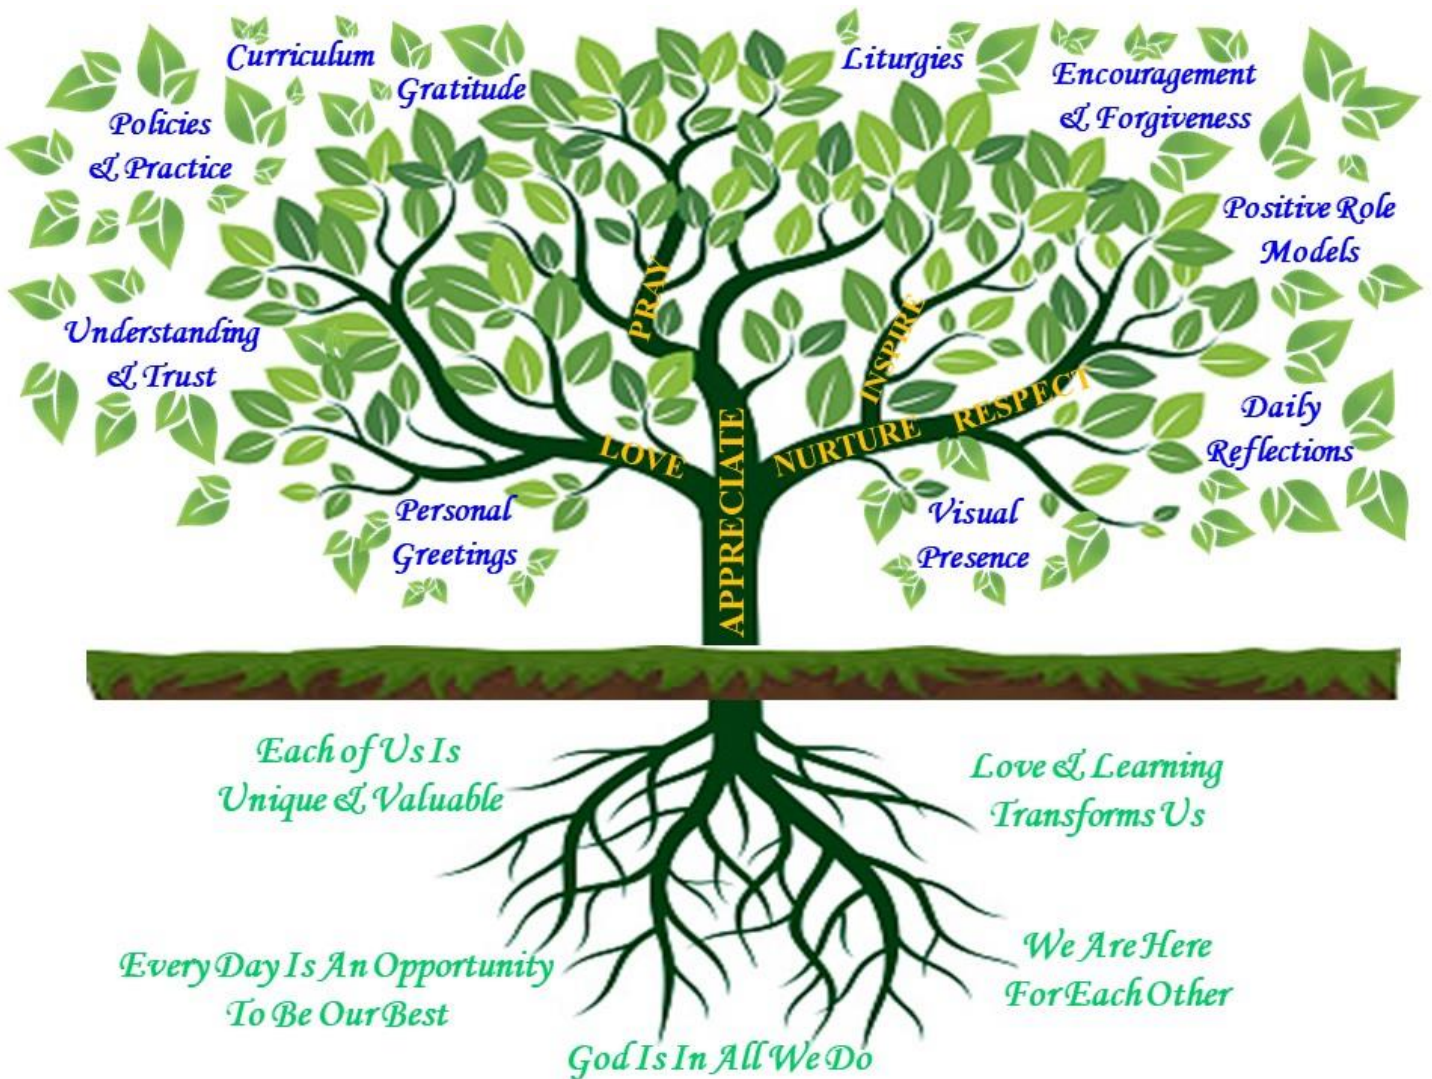 Curriculum
Gratitude
Liturgies
Encouragement
& Forgiveness
Policies
& Practice
Positive Role
Models
Understanding
& Trust
Daily
Reflections
Personal
Greetings
Visual
Presence
PRAY
INSPIRE
LOVE
APPRECIATE
NURTURE
RESPECT
Each of Us Is
Unique & Valuable
Love & Learning
Transforms Us
Every Day Is An Opportunity
To Be Our Best
We Are Here
For Each Other
God Is In All We Do